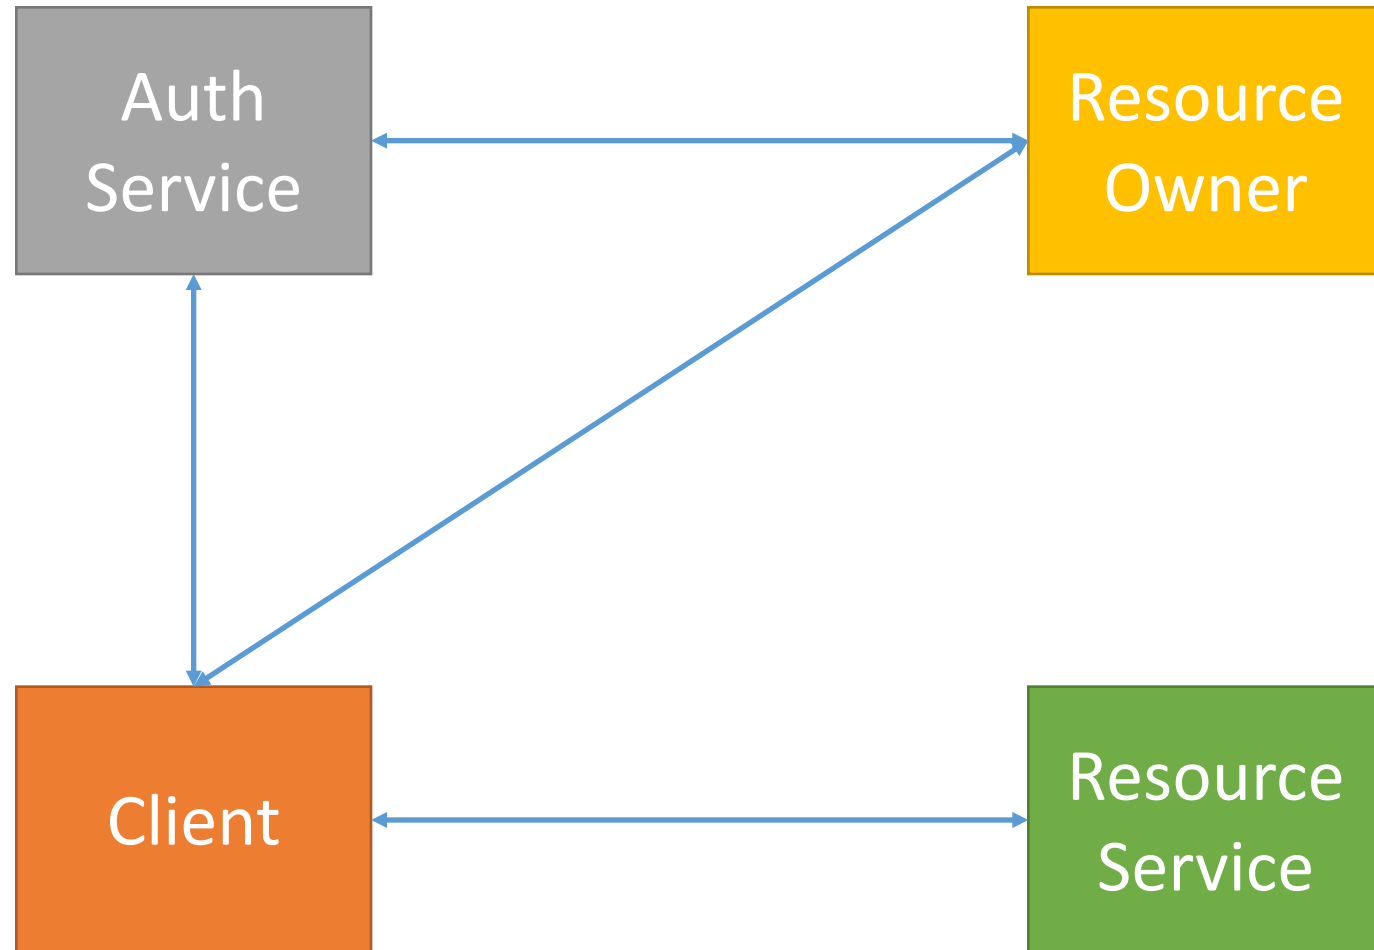 Auth
Service
Resource
Owner
Client
Resource
Service